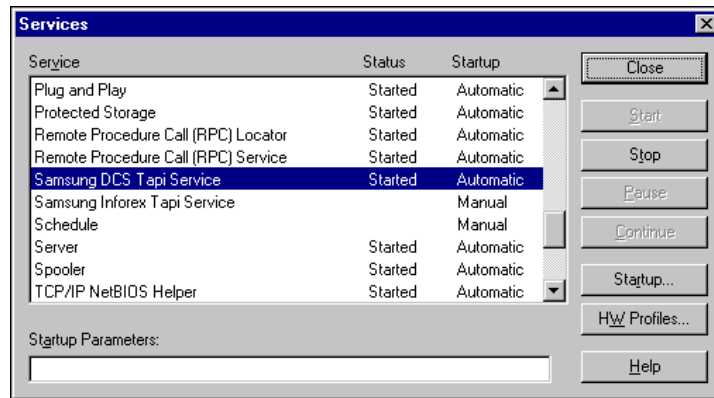 Services
Service Status Startup
Plug and Play Started Automatic
Protected Storage Started Automatic
Remote Procedure Call (RPC) Locator Started Automatic
Remote Procedure Call (RPC) Service Started Automatic
Samsung DCS Tapi Service Started Automatic
Samsung Inforex Tapi Service Manual
Schedule Manual
Server Started Automatic
Spooler Started Automatic
TCP/IP NetBIOS Helper Started Automatic
Startup Parameters:
Close
Start
Stop
Pause
Continue
Startup...
HW Profiles...
Help